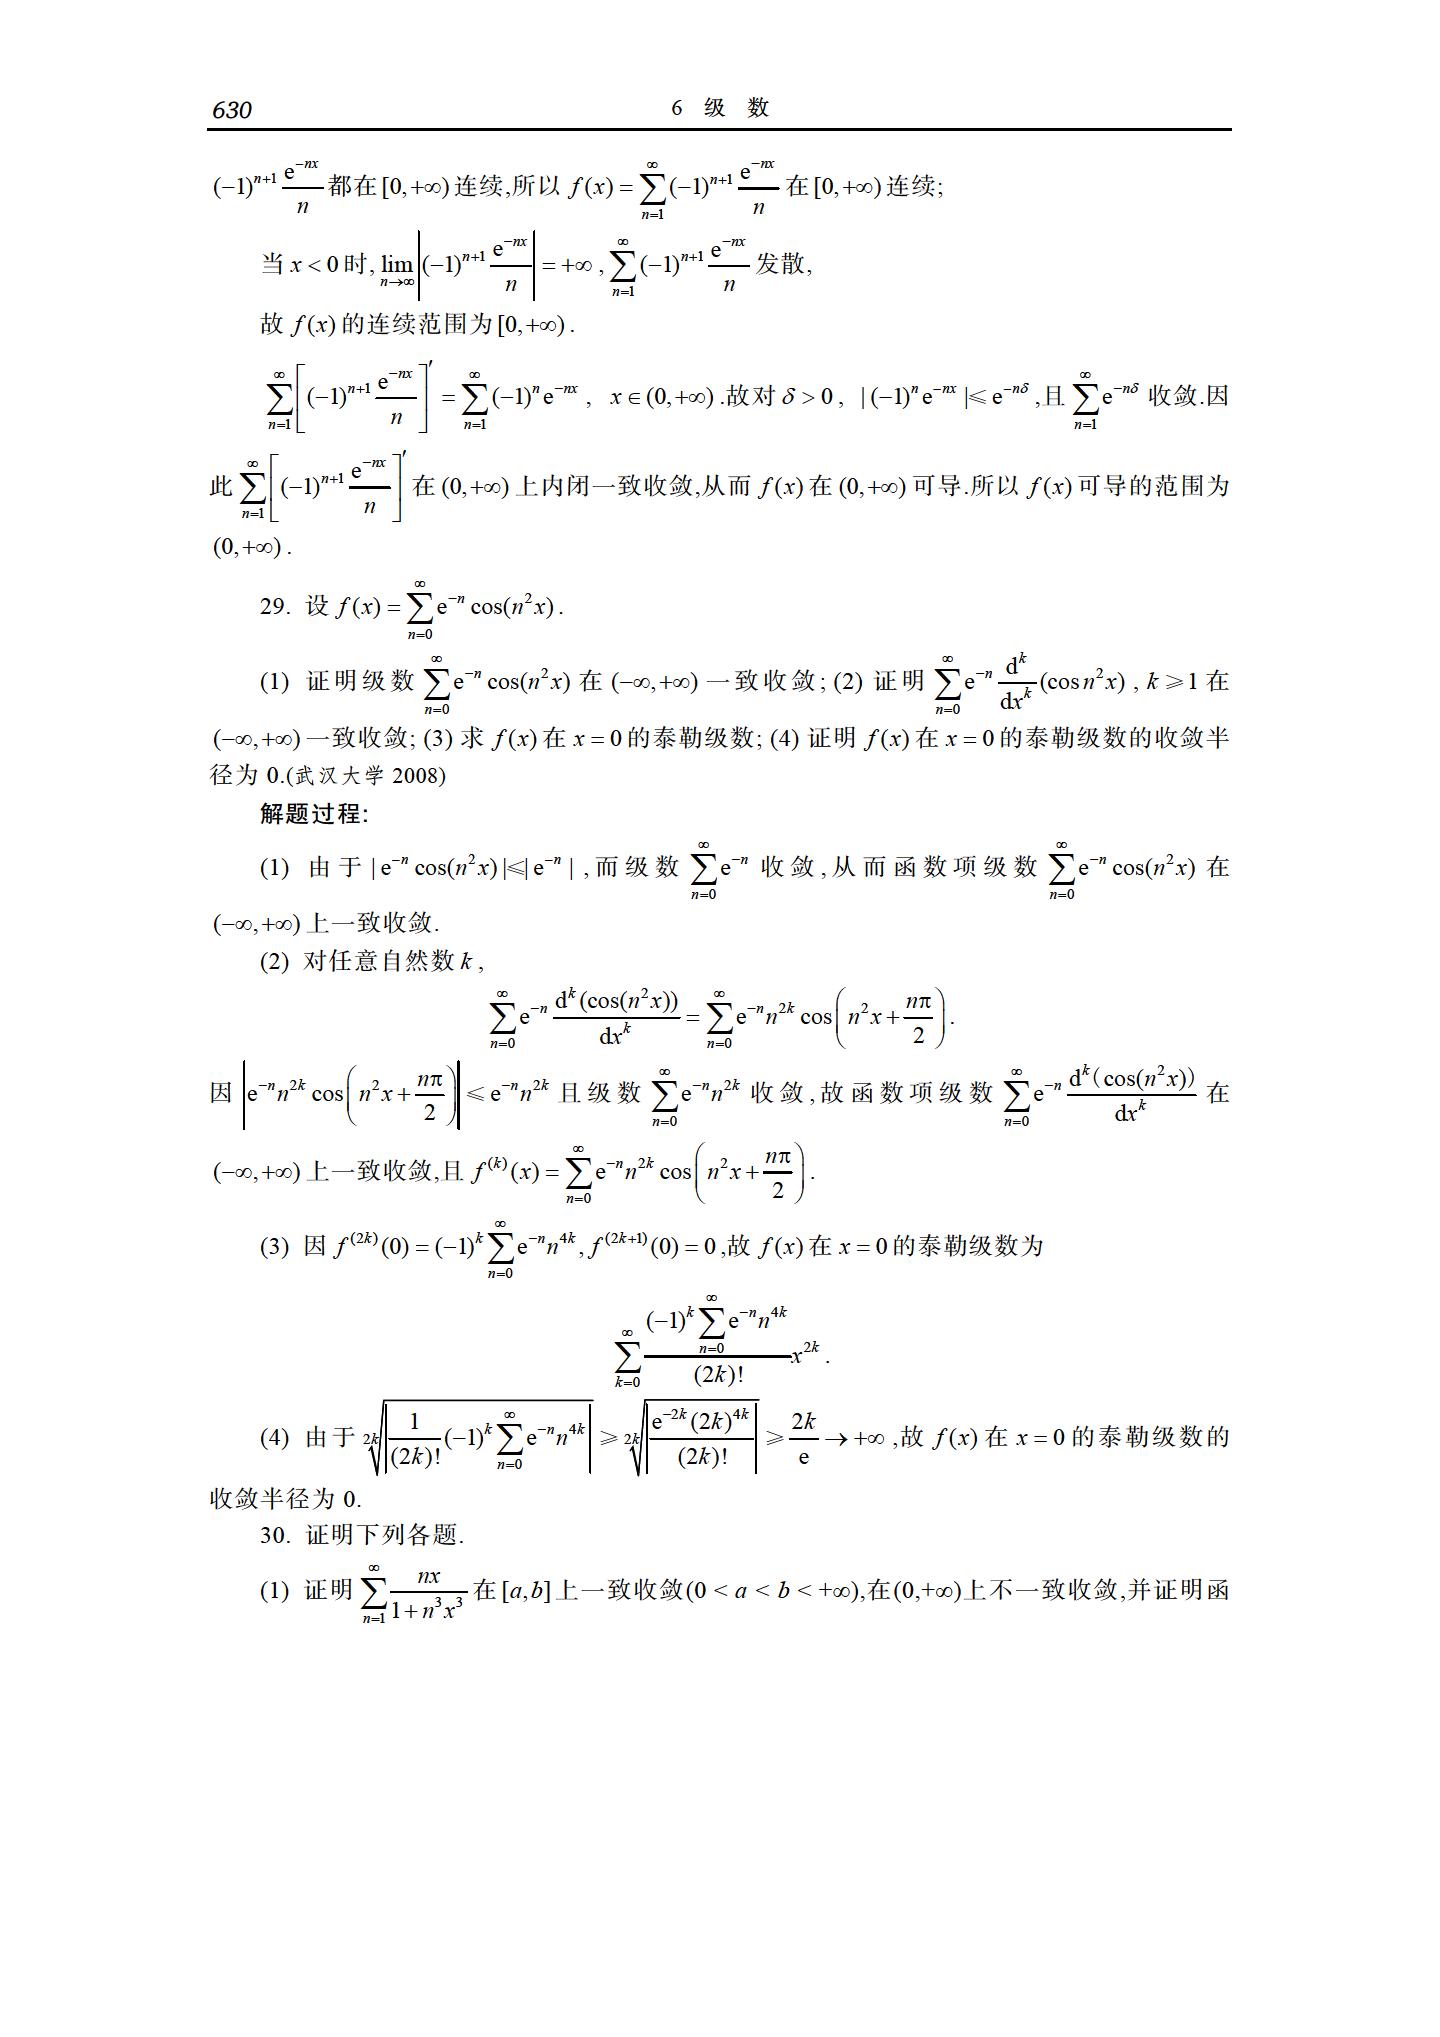 630 6 级 数
$(-1)^{n+1}\frac{e^{-nx}}{n}$都在$[0,+\infty)$连续,所以 $f(x)=\sum_{n=1}^{\infty}(-1)^{n+1}\frac{e^{-nx}}{n}$在$[0,+\infty)$连续;
当$x<0$时, $\lim_{n\to\infty}\left|(-1)^{n+1}\frac{e^{-nx}}{n}\right|=+\infty$,$\sum_{n=1}^{\infty}(-1)^{n+1}\frac{e^{-nx}}{n}$发散,
故 $f(x)$的连续范围为$[0,+\infty)$.
$\sum_{n=1}^{\infty}\left[(-1)^{n+1}\frac{e^{-nx}}{n}\right]'=\sum_{n=1}^{\infty}(-1)^{n}e^{-nx}$, $x\in(0,+\infty)$.故对$\delta>0$, $|(-1)^{n}e^{-nx}|\leqslant e^{-n\delta}$,且$\sum_{n=1}^{\infty}e^{-n\delta}$收敛.因
此$\sum_{n=1}^{\infty}\left[(-1)^{n+1}\frac{e^{-nx}}{n}\right]'$在$(0,+\infty)$上内闭一致收敛,从而$f(x)$在$(0,+\infty)$可导.所以$f(x)$可导的范围为
$(0,+\infty)$.
29. 设 $f(x)=\sum_{n=0}^{\infty}e^{-n}\cos(n^{2}x)$.
(1) 证明级数$\sum_{n=0}^{\infty}e^{-n}\cos(n^{2}x)$在$(-\infty,+\infty)$一致收敛; (2) 证明$\sum_{n=0}^{\infty}e^{-n}\frac{d^{k}}{dx^{k}}(\cos n^{2}x)$, $k\geqslant 1$在
$(-\infty,+\infty)$一致收敛; (3) 求$f(x)$在$x=0$的泰勒级数; (4) 证明$f(x)$在$x=0$的泰勒级数的收敛半
径为 0.(武汉大学 2008)
解题过程:
(1) 由于$|e^{-n}\cos(n^{2}x)|\leqslant|e^{-n}|$,而级数$\sum_{n=0}^{\infty}e^{-n}$收敛,从而函数项级数$\sum_{n=0}^{\infty}e^{-n}\cos(n^{2}x)$在
$(-\infty,+\infty)$上一致收敛.
(2) 对任意自然数$k$,
$\sum_{n=0}^{\infty}e^{-n}\frac{d^{k}(\cos(n^{2}x))}{dx^{k}}=\sum_{n=0}^{\infty}e^{-n}n^{2k}\cos\left(n^{2}x+\frac{n\pi}{2}\right)$.
因$\left|e^{-n}n^{2k}\cos\left(n^{2}x+\frac{n\pi}{2}\right)\right|\leqslant e^{-n}n^{2k}$且级数$\sum_{n=0}^{\infty}e^{-n}n^{2k}$收敛,故函数项级数$\sum_{n=0}^{\infty}e^{-n}\frac{d^{k}(\cos(n^{2}x))}{dx^{k}}$在
$(-\infty,+\infty)$上一致收敛,且$f^{(k)}(x)=\sum_{n=0}^{\infty}e^{-n}n^{2k}\cos\left(n^{2}x+\frac{n\pi}{2}\right)$.
(3) 因$f^{(2k)}(0)=(-1)^{k}\sum_{n=0}^{\infty}e^{-n}n^{4k},f^{(2k+1)}(0)=0$,故$f(x)$在$x=0$的泰勒级数为
$\sum_{k=0}^{\infty}\frac{(-1)^{k}\sum_{n=0}^{\infty}e^{-n}n^{4k}}{(2k)!}x^{2k}$.
(4) 由于$\sqrt[2k]{\left|\frac{1}{(2k)!}(-1)^{k}\sum_{n=0}^{\infty}e^{-n}n^{4k}\right|}\geqslant\sqrt[2k]{\left|\frac{e^{-2k}(2k)^{4k}}{(2k)!}\right|}\geqslant\frac{2k}{e}\to+\infty$,故$f(x)$在$x=0$的泰勒级数的
收敛半径为 0.
30. 证明下列各题.
(1) 证明$\sum_{n=1}^{\infty}\frac{nx}{1+n^{3}x^{3}}$在$[a,b]$上一致收敛$(0<a<b<+\infty)$,在$(0,+\infty)$上不一致收敛,并证明函